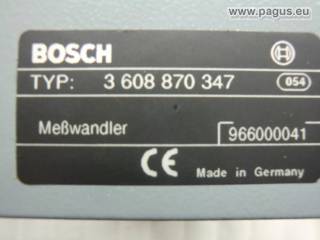 www.pagus.eu
BOSCH
TYP: 3 608 870 347 054
Meßwandler 966000041
CE Made in Germany